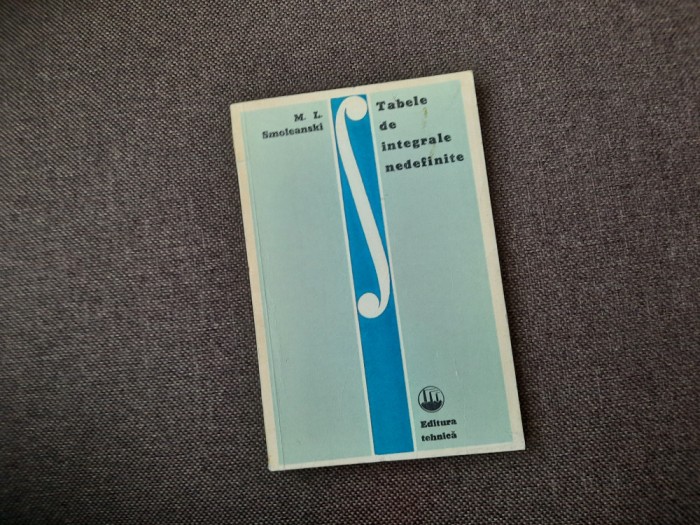 M. L.
Smoleanski
Tabele
de
integrale
nedefinite
Editura
tehnică